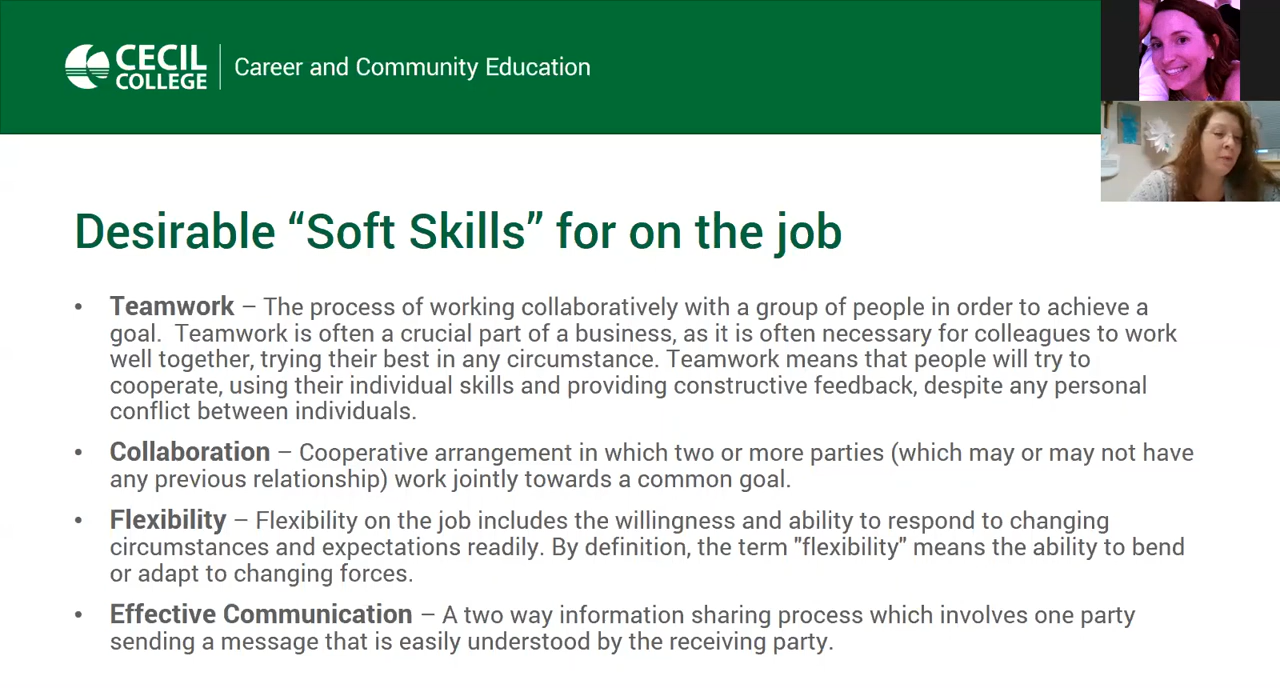 CECIL
COLLEGE
Career and Community Education
Desirable “Soft Skills” for on the job
• Teamwork – The process of working collaboratively with a group of people in order to achieve a
goal.  Teamwork is often a crucial part of a business, as it is often necessary for colleagues to work
well together, trying their best in any circumstance. Teamwork means that people will try to
cooperate, using their individual skills and providing constructive feedback, despite any personal
conflict between individuals.
• Collaboration – Cooperative arrangement in which two or more parties (which may or may not have
any previous relationship) work jointly towards a common goal.
• Flexibility – Flexibility on the job includes the willingness and ability to respond to changing
circumstances and expectations readily. By definition, the term "flexibility" means the ability to bend
or adapt to changing forces.
• Effective Communication – A two way information sharing process which involves one party
sending a message that is easily understood by the receiving party.